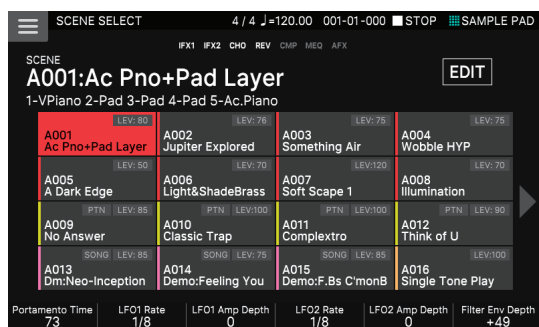 SCENE SELECT 4 / 4 ♩=120.00 001-01-000 STOP SAMPLE PAD
IFX1 IFX2 CHO REV CMP MEQ AFX
SCENE
A001:Ac Pno+Pad Layer
EDIT
1-VPiano 2-Pad 3-Pad 4-Pad 5-Ac.Piano
LEV: 80 LEV: 76 LEV: 75 LEV: 75
A001 A002 A003 A004
Ac Pno+Pad Layer Jupiter Explored Something Air Wobble HYP
LEV: 50 LEV: 70 LEV:120 LEV: 70
A005 A006 A007 A008
A Dark Edge Light&ShadeBrass Soft Scape 1 Illumination
PTN LEV: 85 PTN LEV:100 PTN LEV:100 PTN LEV: 90
A009 A010 A011 A012
No Answer Classic Trap Complextro Think of U
SONG LEV: 85 SONG LEV: 75 SONG LEV: 85 LEV:100
A013 A014 A015 A016
Dm:Neo-Inception Demo:Feeling You Demo:F.Bs C'monB Single Tone Play
Portamento Time LFO1 Rate LFO1 Amp Depth LFO2 Rate LFO2 Amp Depth Filter Env Depth
73 1/8 0 1/8 0 +49